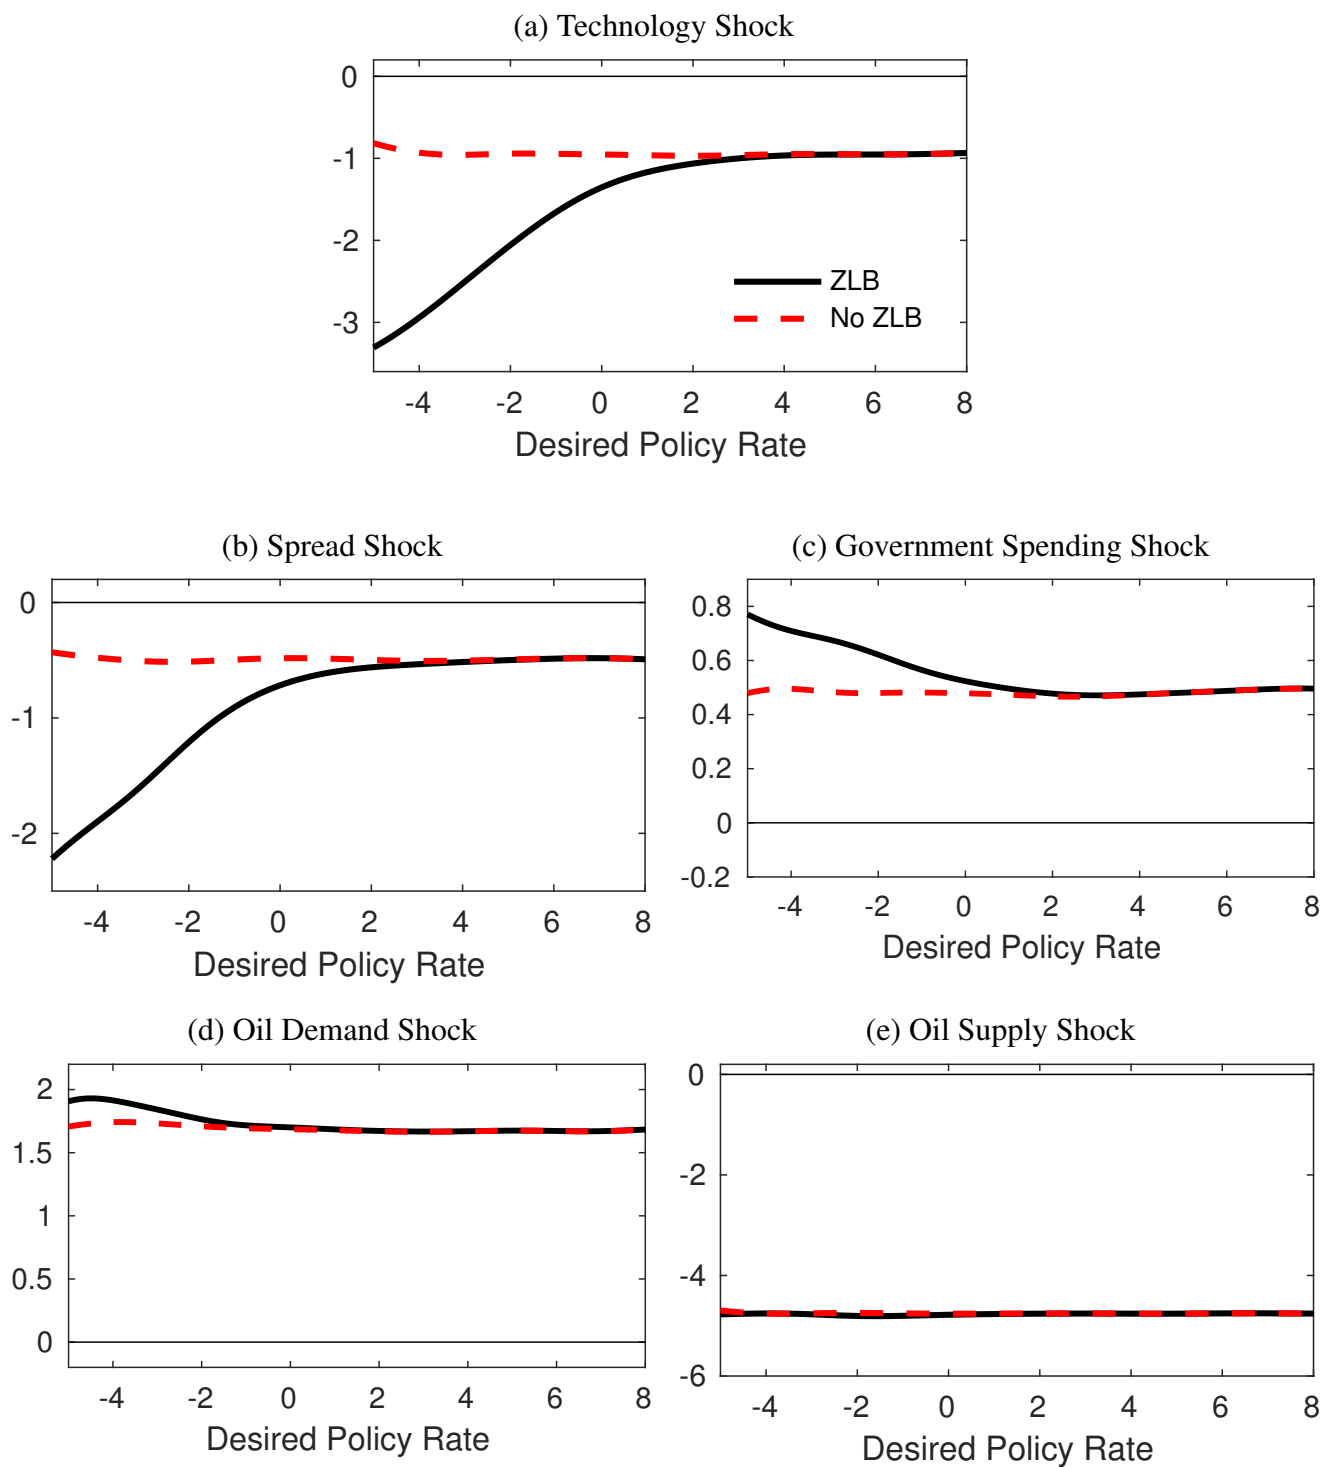 (a) Technology Shock
0
-1
-2
-3
ZLB
No ZLB
-4 -2 0 2 4 6 8
Desired Policy Rate
(b) Spread Shock
0
-1
-2
-4 -2 0 2 4 6 8
Desired Policy Rate
(c) Government Spending Shock
0.8
0.6
0.4
0.2
0
-0.2
-4 -2 0 2 4 6 8
Desired Policy Rate
(d) Oil Demand Shock
2
1.5
1
0.5
0
-4 -2 0 2 4 6 8
Desired Policy Rate
(e) Oil Supply Shock
0
-2
-4
-6
-4 -2 0 2 4 6 8
Desired Policy Rate